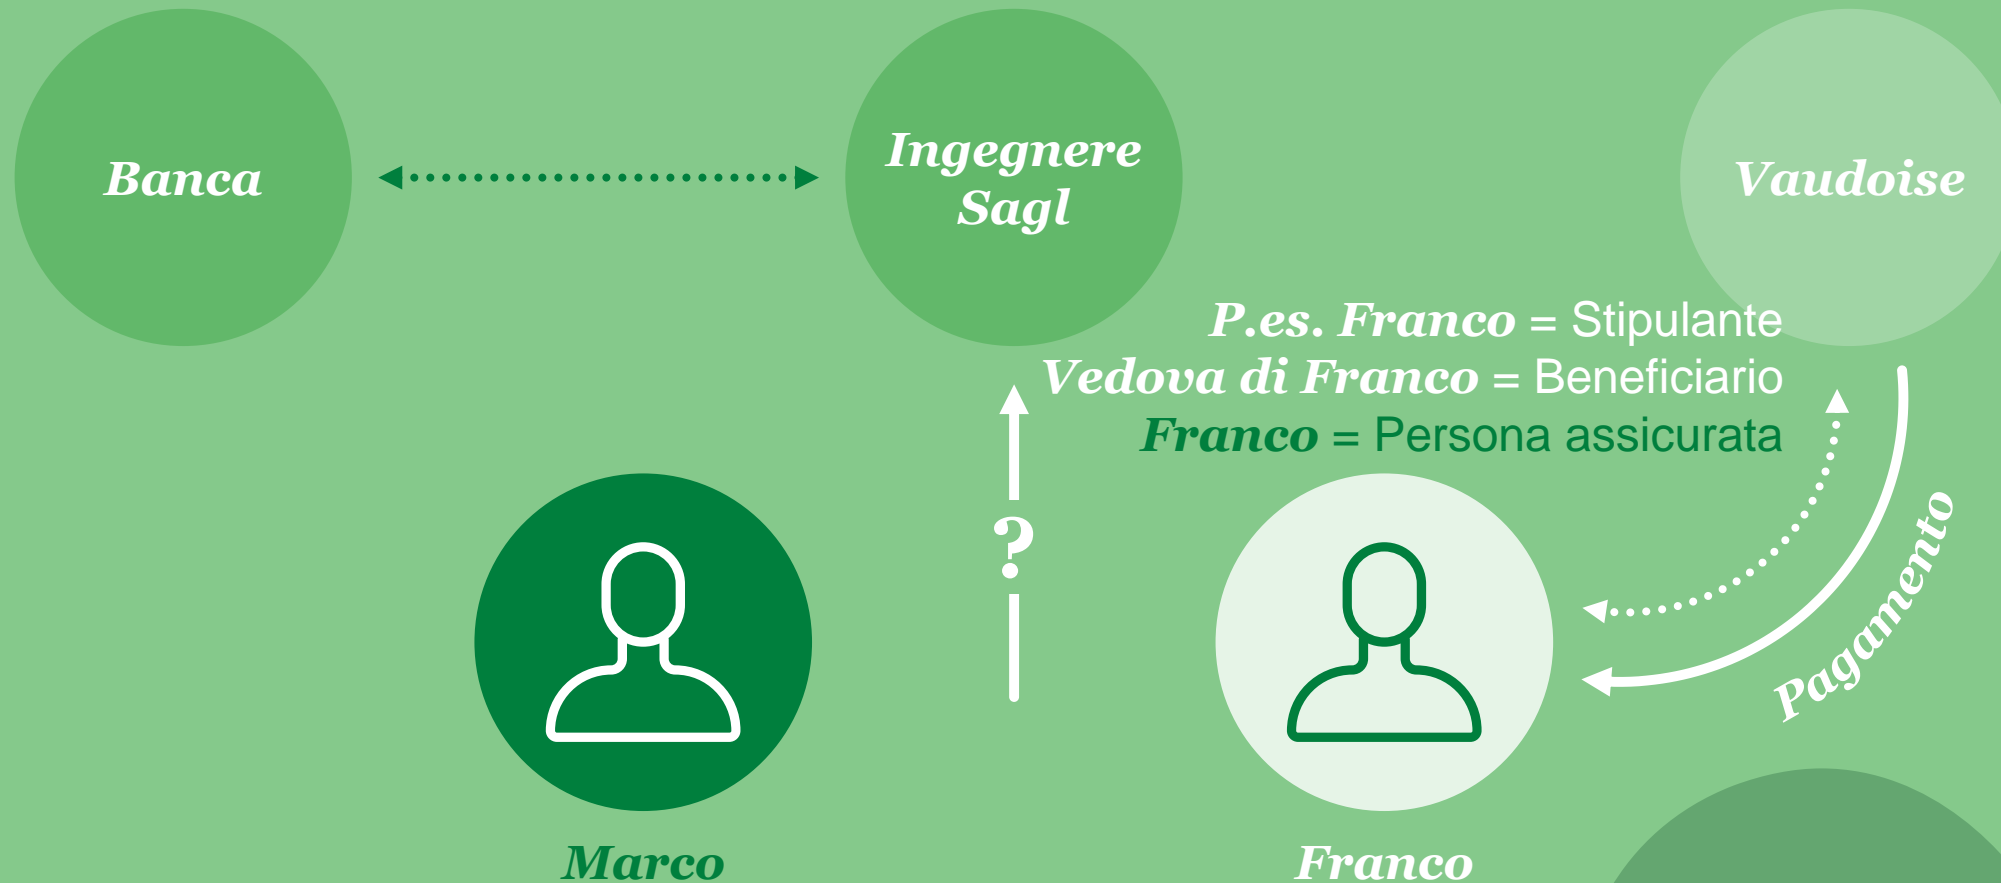 Banca
Ingegnere
Sagl
Vaudoise
P.es. Franco = Stipulante
Vedova di Franco = Beneficiario
Franco = Persona assicurata
?
Pagamento
Marco
Franco